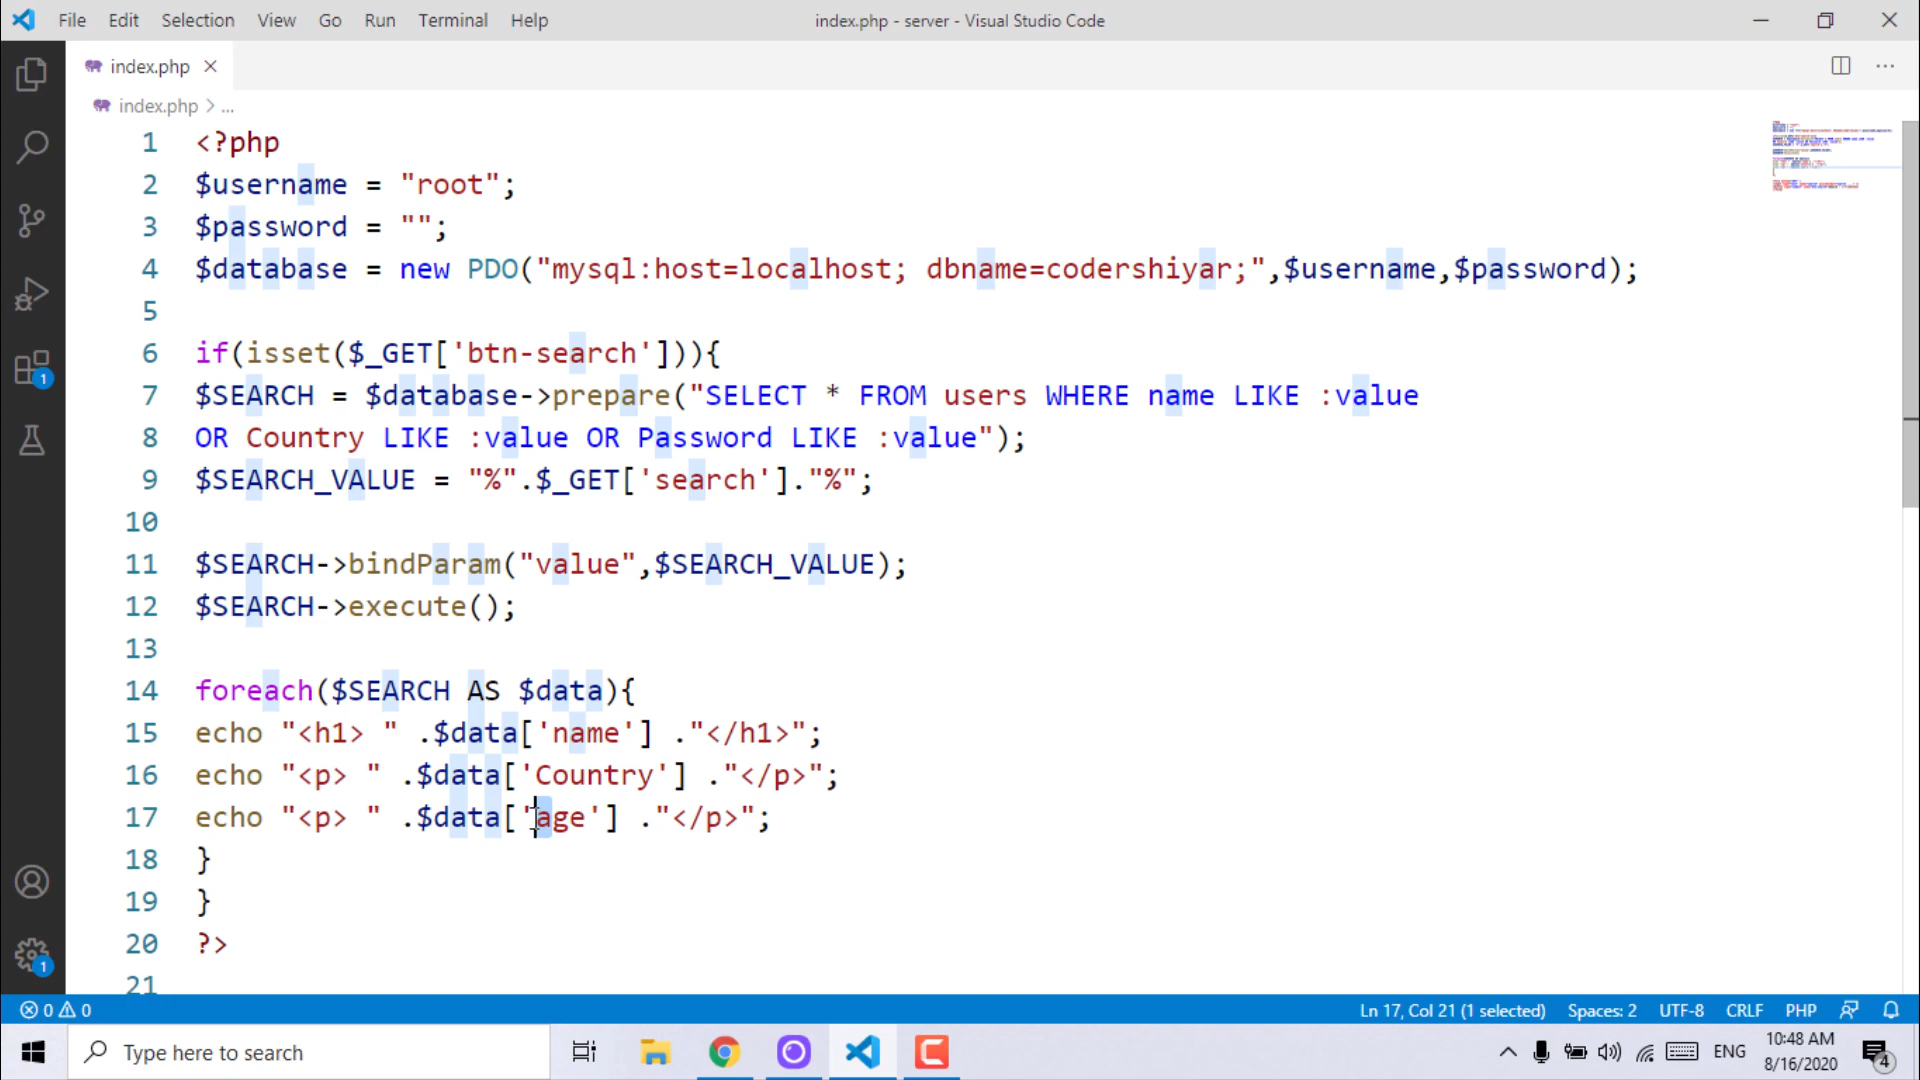 File Edit Selection View Go Run Terminal Help index.php - server - Visual Studio Code
index.php
index.php > ...
1 <?php
2 $username = "root";
3 $password = "";
4 $database = new PDO("mysql:host=localhost; dbname=codershiyar;",$username,$password);
5
6 if(isset($_GET['btn-search'])){
7 $SEARCH = $database->prepare("SELECT * FROM users WHERE name LIKE :value
8 OR Country LIKE :value OR Password LIKE :value");
9 $SEARCH_VALUE = "%".$_GET['search']."%";
10
11 $SEARCH->bindParam("value",$SEARCH_VALUE);
12 $SEARCH->execute();
13
14 foreach($SEARCH AS $data){
15 echo "<h1> " .$data['name'] ."</h1>";
16 echo "<p> " .$data['Country'] ."</p>";
17 echo "<p> " .$data['age'] ."</p>";
18 }
19 }
20 ?>
21
1
1
0 0 Ln 17, Col 21 (1 selected) Spaces: 2 UTF-8 CRLF PHP
Type here to search ENG 10:48 AM
8/16/2020 4